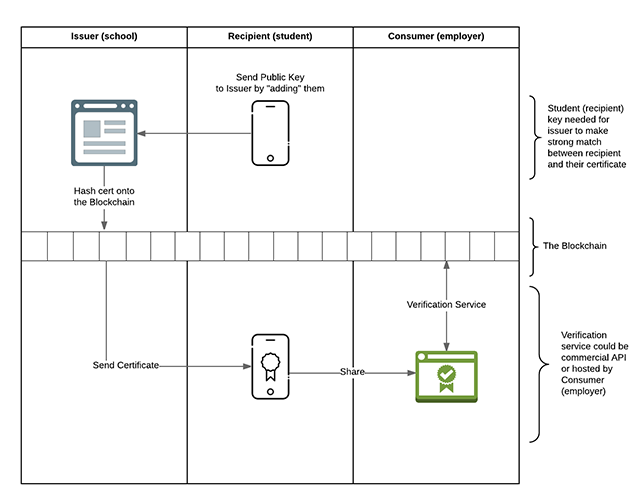 Issuer (school)
Recipient (student)
Consumer (employer)
Send Public Key
to Issuer by "adding" them
Student (recipient)
key needed for
issuer to make
strong match
between recipient
and their certificate
Hash cert onto
the Blockchain
The Blockchain
Verification Service
Send Certificate
Share
Verification
service could be
commercial API
or hosted by
Consumer
(employer)